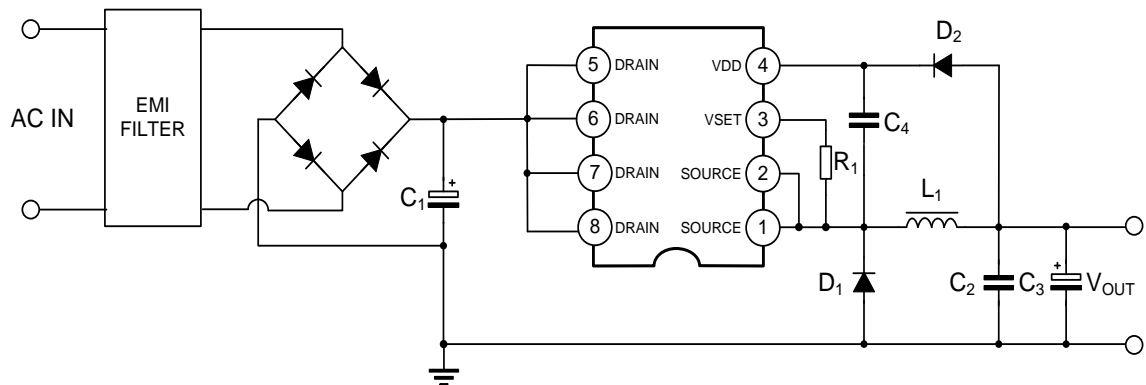 AC IN
EMI
FILTER
C1
+
5
DRAIN
6
DRAIN
7
DRAIN
8
DRAIN
VDD
4
VSET
3
SOURCE
2
SOURCE
1
D2
C4
R1
L1
D1
C2
C3
+
VOUT